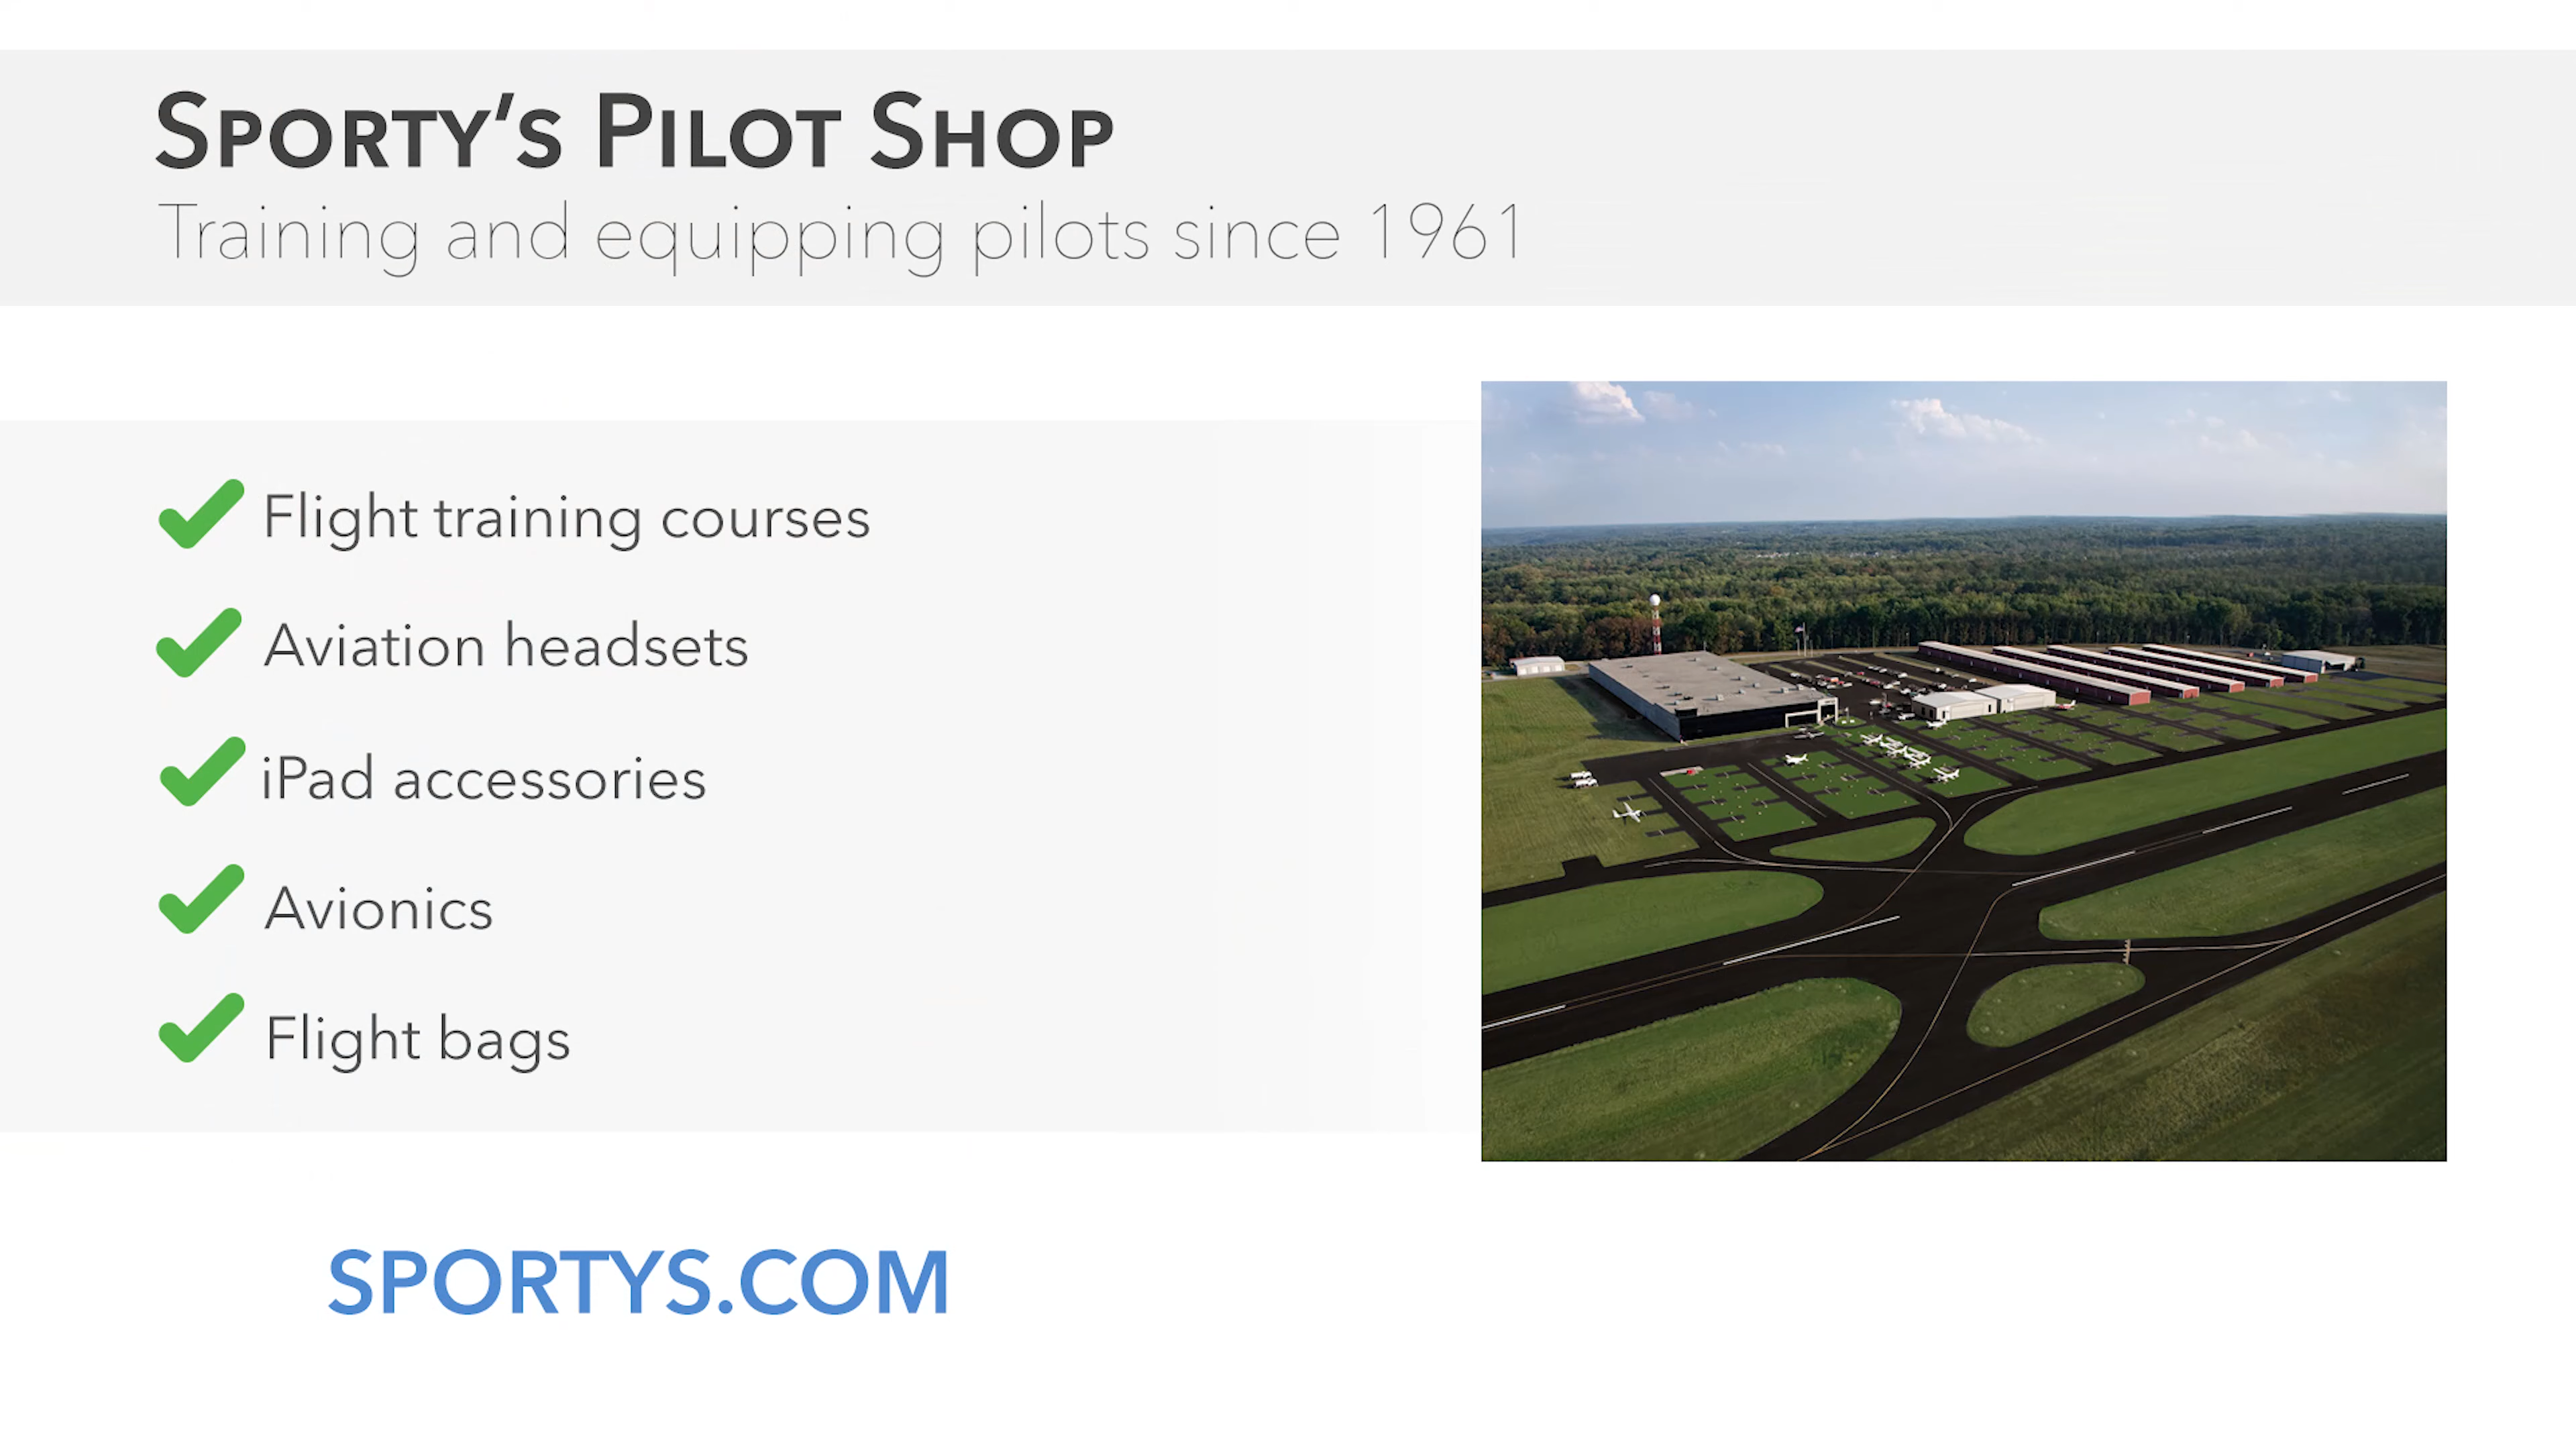 Sporty’s Pilot Shop
Training and equipping pilots since 1961
Flight training courses
Aviation headsets
iPad accessories
Avionics
Flight bags
SPORTYS.COM